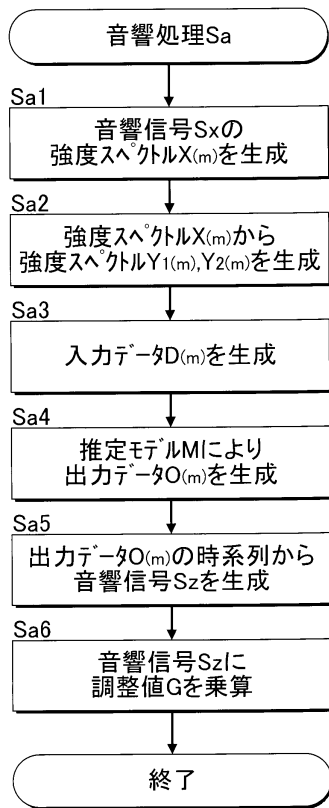 音響処理Sa
Sa1
音響信号Sxの
強度スペクトルX(m)を生成
Sa2
強度スペクトルX(m)から
強度スペクトルY1(m),Y2(m)を生成
Sa3
入力データD(m)を生成
Sa4
推定モデルMにより
出力データO(m)を生成
Sa5
出力データO(m)の時系列から
音響信号Szを生成
Sa6
音響信号Szに
調整値Gを乗算
終了